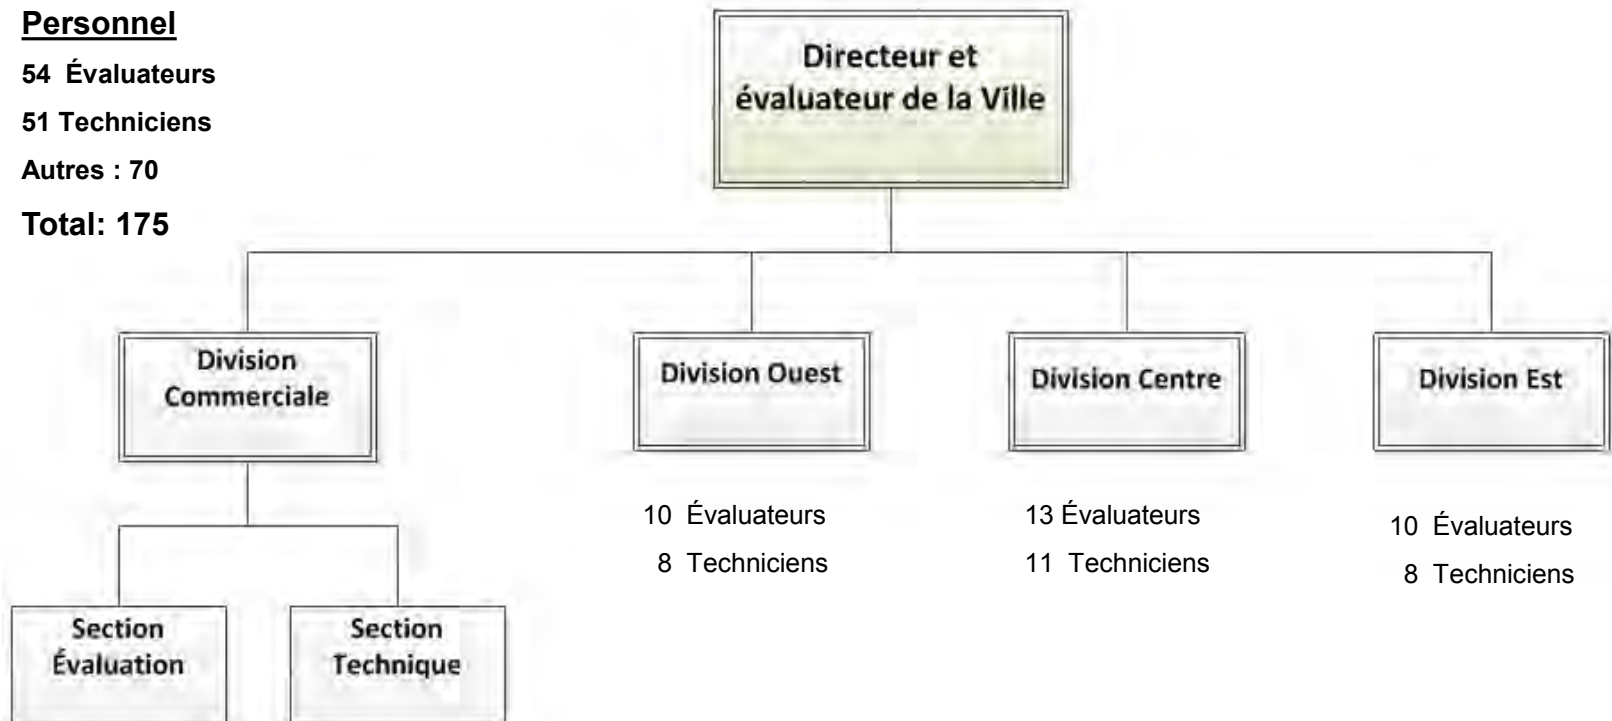 Personnel
54 Évaluateurs
51 Techniciens
Autres : 70
Total: 175
Directeur et
évaluateur de la Ville
Division
Commerciale
Division Ouest
Division Centre
Division Est
10 Évaluateurs
8 Techniciens
13 Évaluateurs
11 Techniciens
10 Évaluateurs
8 Techniciens
Section
Évaluation
Section
Technique